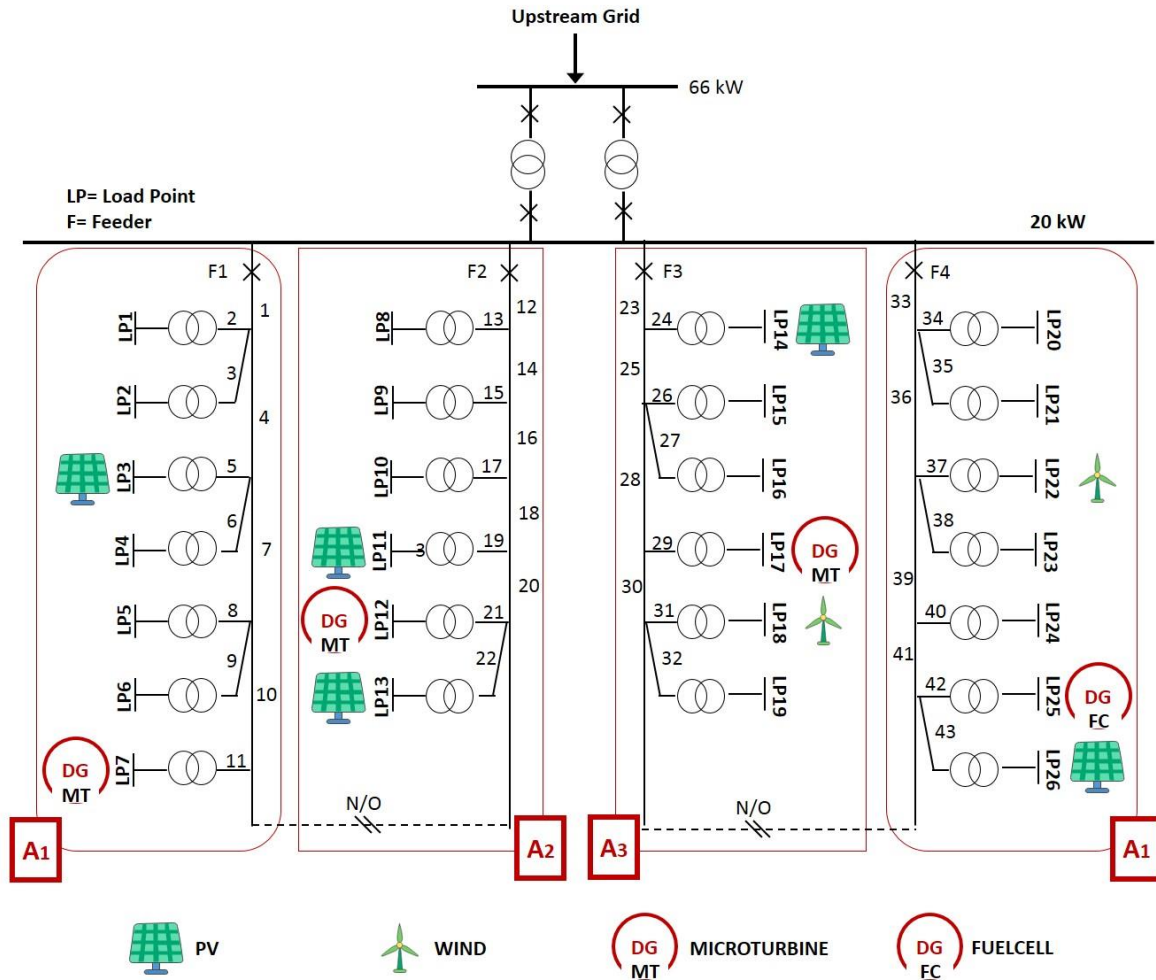 Upstream Grid
66 kW
LP= Load Point
F= Feeder
20 kW
F1
F2
F3
F4
1
2
LP1
3
LP2
4
5
LP3
6
LP4
7
8
LP5
9
LP6
10
11
LP7
DG
MT
12
13
LP8
14
15
LP9
16
17
LP10
18
19
3
LP11
20
21
LP12
DG
MT
22
LP13
23
24
LP14
25
26
LP15
27
LP16
28
29
LP17
DG
MT
30
31
LP18
32
LP19
33
34
LP20
35
LP21
36
37
LP22
38
LP23
39
40
LP24
41
42
LP25
DG
FC
43
LP26
N/O
N/O
A1
A2
A3
A1
PV
WIND
DG
MT
MICROTURBINE
DG
FC
FUELCELL